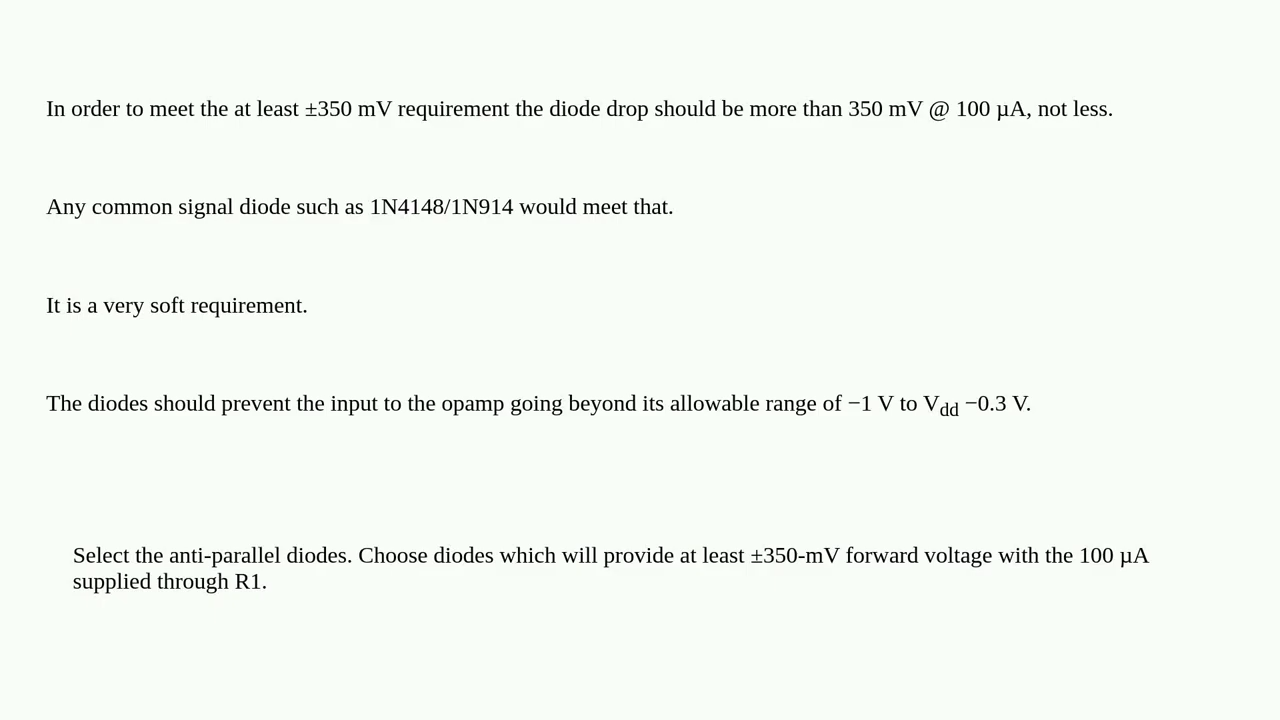 In order to meet the at least ±350 mV requirement the diode drop should be more than 350 mV @ 100 µA, not less.
Any common signal diode such as 1N4148/1N914 would meet that.
It is a very soft requirement.
The diodes should prevent the input to the opamp going beyond its allowable range of −1 V to Vdd −0.3 V.
Select the anti-parallel diodes. Choose diodes which will provide at least ±350-mV forward voltage with the 100 µA
supplied through R1.